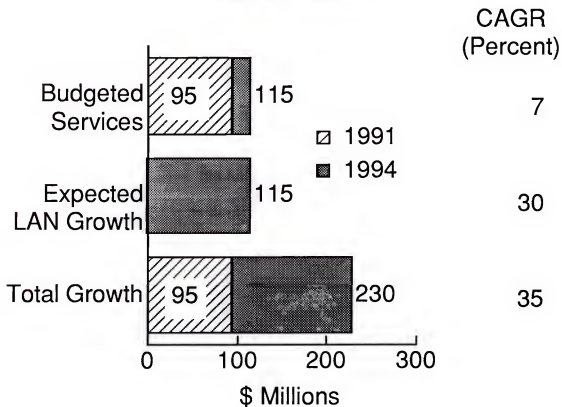 CAGR
(Percent)
Budgeted
Services
95
115
7
1991
1994
Expected
LAN Growth
115
30
Total Growth
95
230
35
0 100 200 300
$ Millions